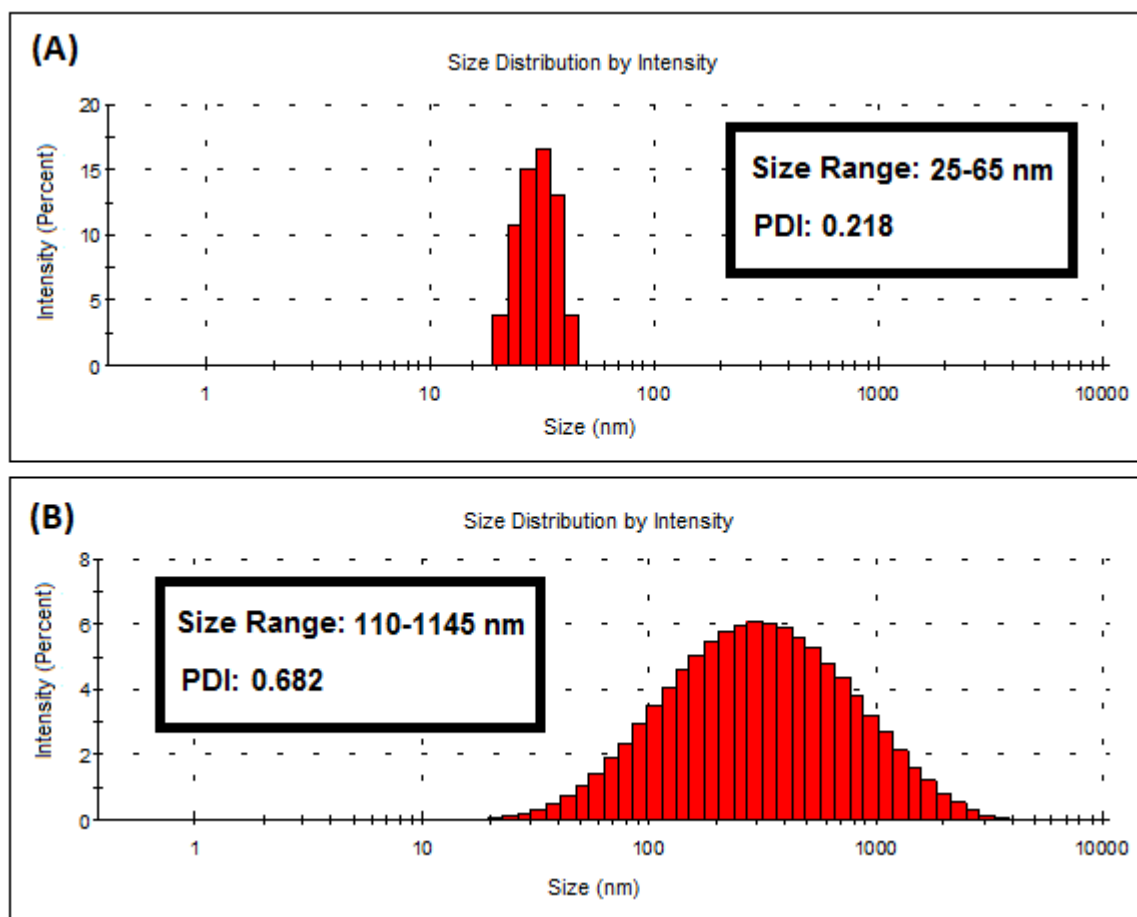 (A)
Size Distribution by Intensity
Intensity (Percent)
20
15
10
5
0
Size Range: 25-65 nm
PDI: 0.218
1 10 100 1000 10000
Size (nm)
(B)
Size Distribution by Intensity
Intensity (Percent)
8
6
4
2
0
Size Range: 110-1145 nm
PDI: 0.682
1 10 100 1000 10000
Size (nm)